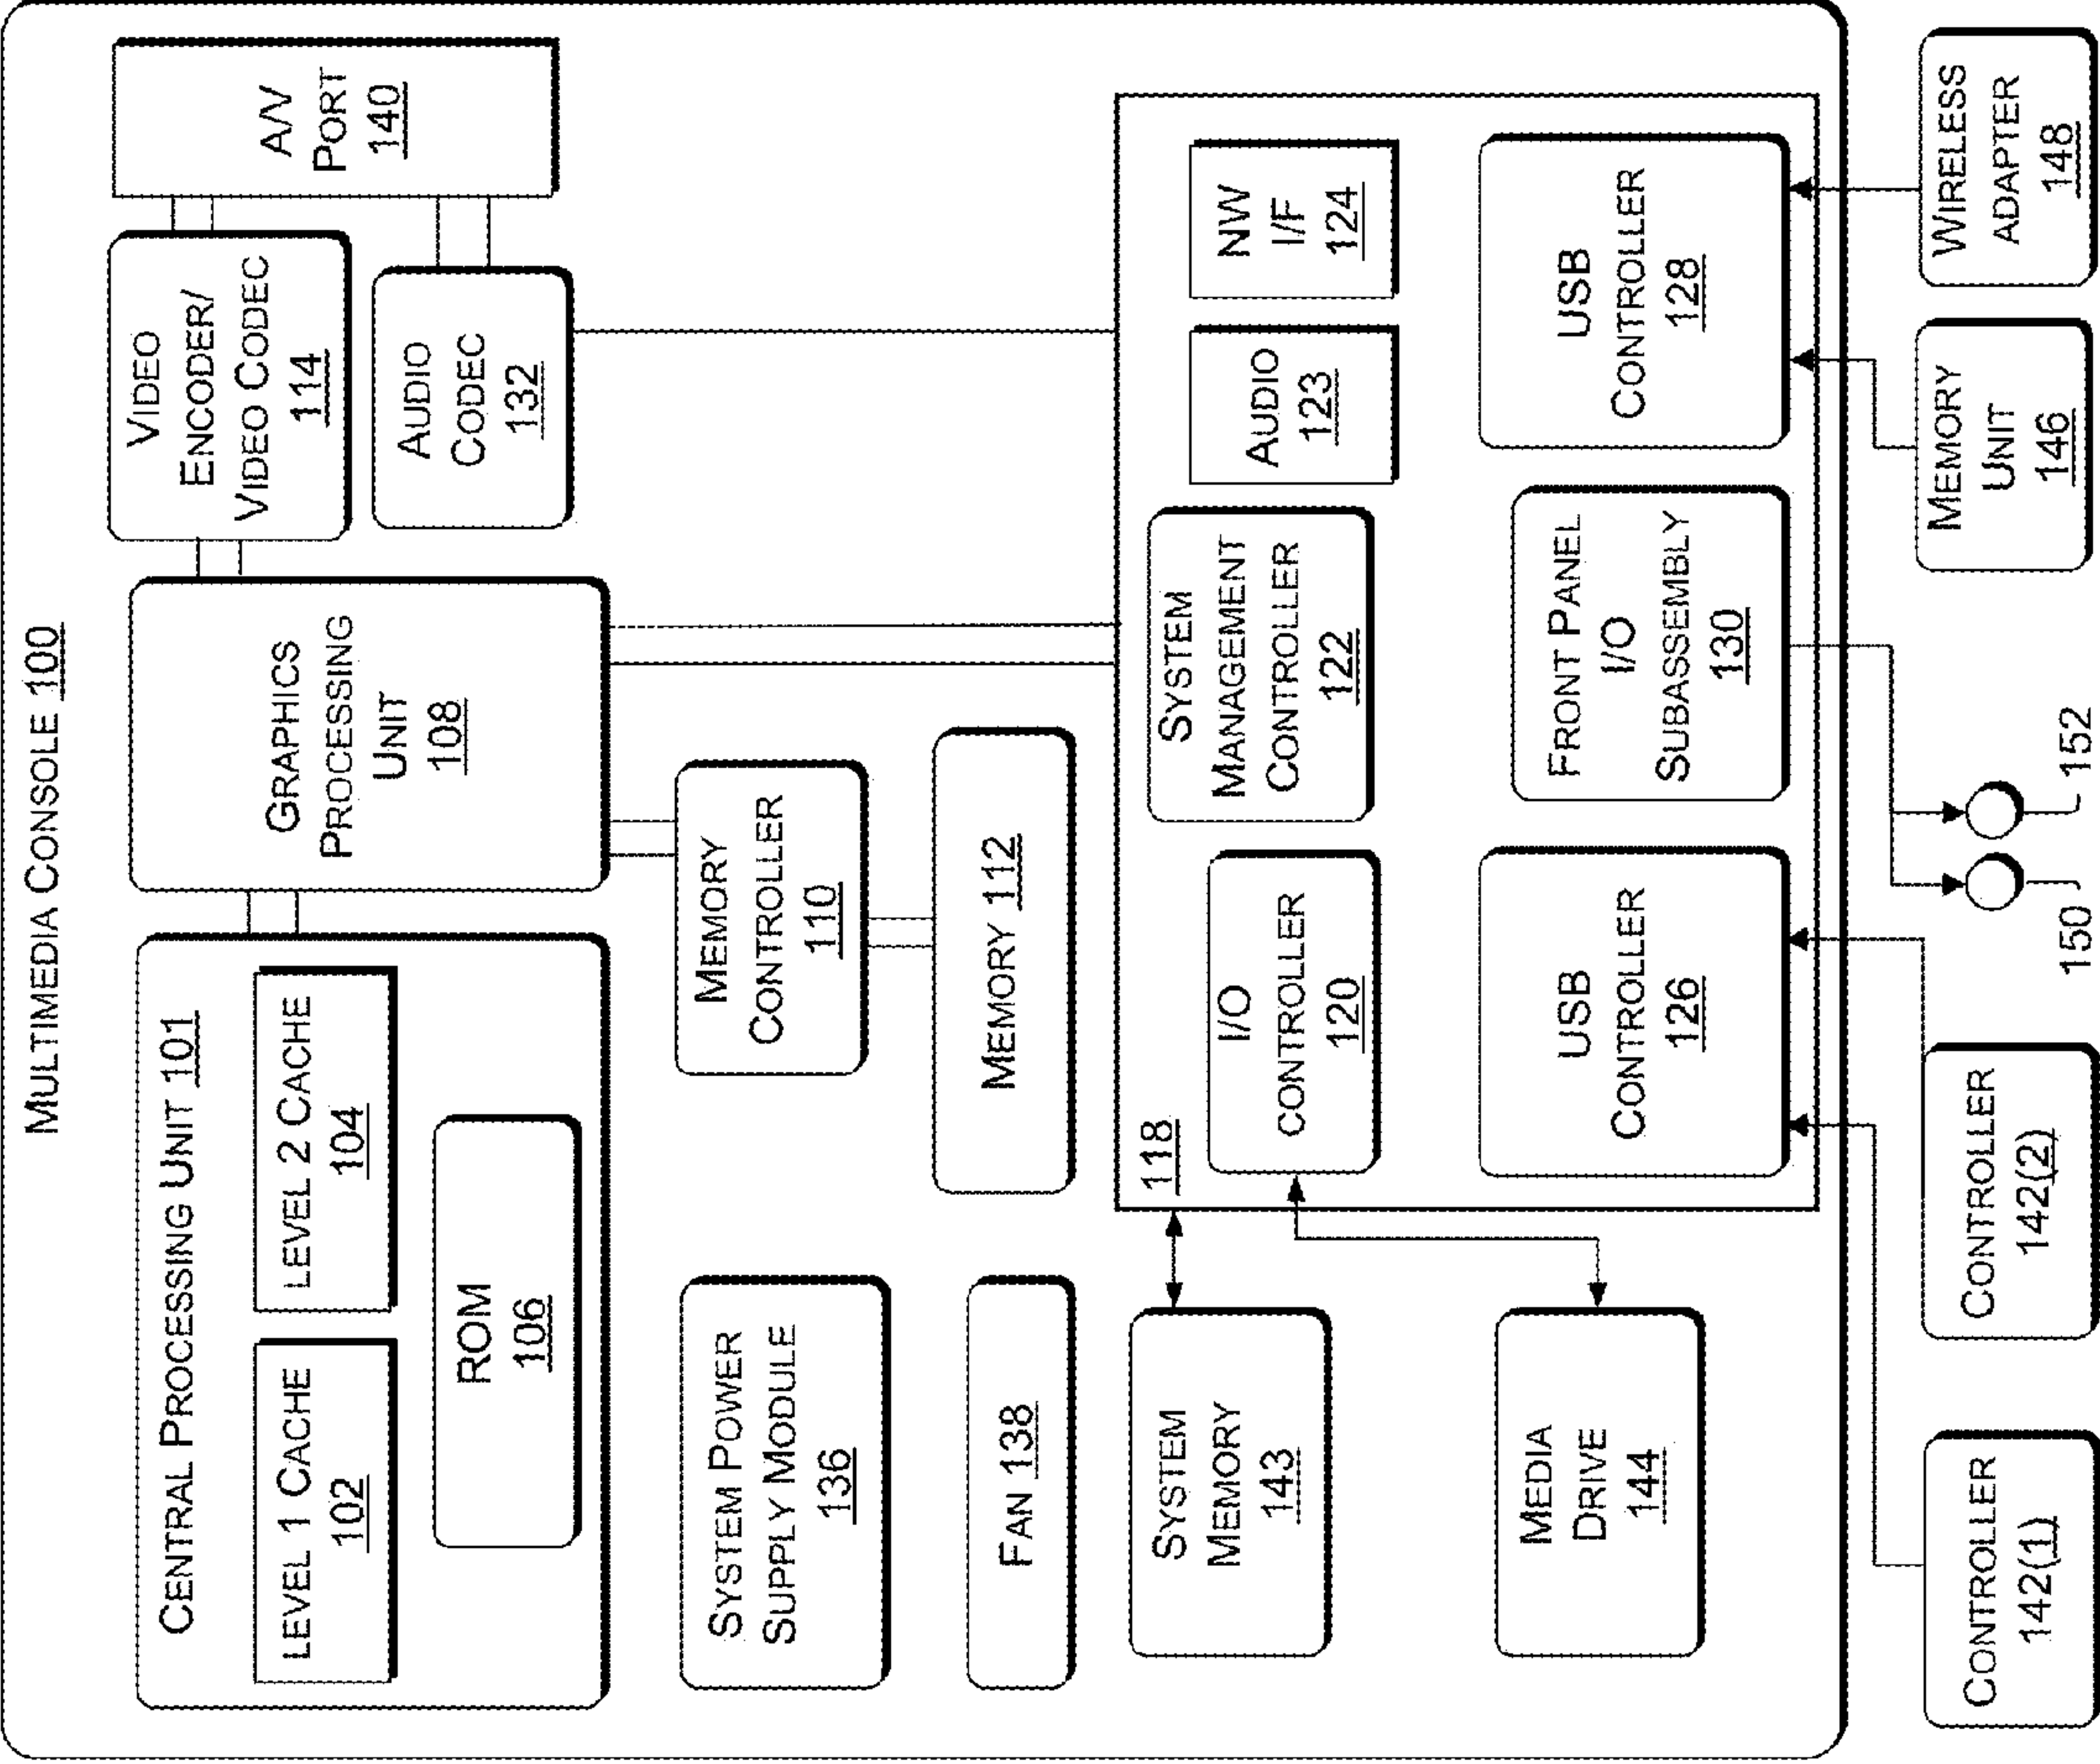 MULTIMEDIA CONSOLE 100
CENTRAL PROCESSING UNIT 101
LEVEL 1 CACHE
102
LEVEL 2 CACHE
104
ROM
106
GRAPHICS
PROCESSING
UNIT
108
VIDEO
ENCODER/
VIDEO CODEC
114
AUDIO
CODEC
132
A/V
PORT
140
SYSTEM POWER
SUPPLY MODULE
136
MEMORY
CONTROLLER
110
FAN 138
MEMORY 112
118
SYSTEM
MEMORY
143
I/O
CONTROLLER
120
SYSTEM
MANAGEMENT
CONTROLLER
122
AUDIO
123
NW
I/F
124
MEDIA
DRIVE
144
USB
CONTROLLER
126
FRONT PANEL
I/O
SUBASSEMBLY
130
USB
CONTROLLER
128
CONTROLLER
142(1)
CONTROLLER
142(2)
150
152
MEMORY
UNIT
146
WIRELESS
ADAPTER
148